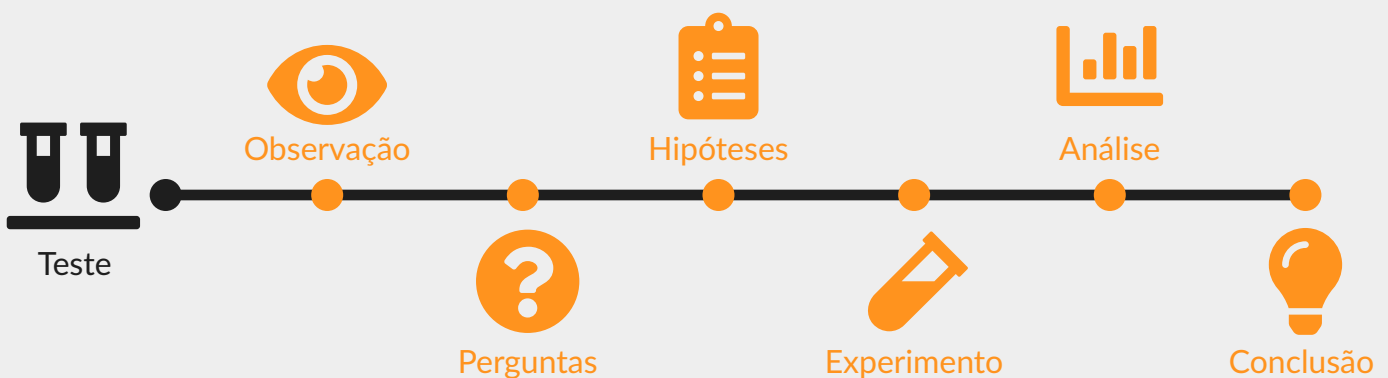 Observação
Hipóteses
Análise
Teste
Perguntas
Experimento
Conclusão